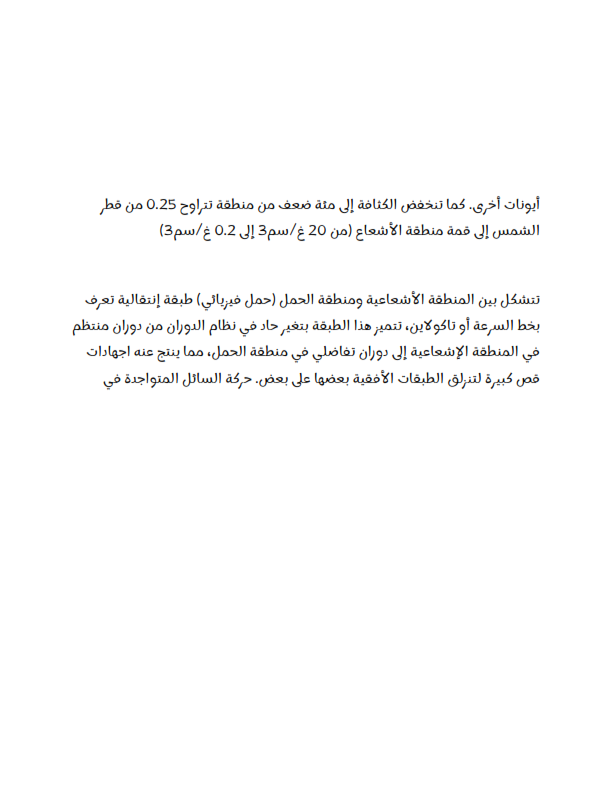 أيونات أخرى. كما تنخفض الكثافة إلى مئة ضعف من منطقة تتراوح 0.25 من قطر
الشمس إلى قمة منطقة الأشعاع (من 20 غ/سم3 إلى 0.2 غ/سم3)
تتشكل بين المنطقة الأشعاعية ومنطقة الحمل (حمل فيزيائي) طبقة إنتقالية تعرف
بخط السرعة أو تاكولاين، تتميز هذا الطبقة بتغير حاد في نظام الدوران من دوران منتظم
في المنطقة الإشعاعية إلى دوران تفاضلي في منطقة الحمل، مما ينتج عنه اجهادات
قص كبيرة لتنزلق الطبقات الأفقية بعضها على بعض. حركة السائل المتواجدة في